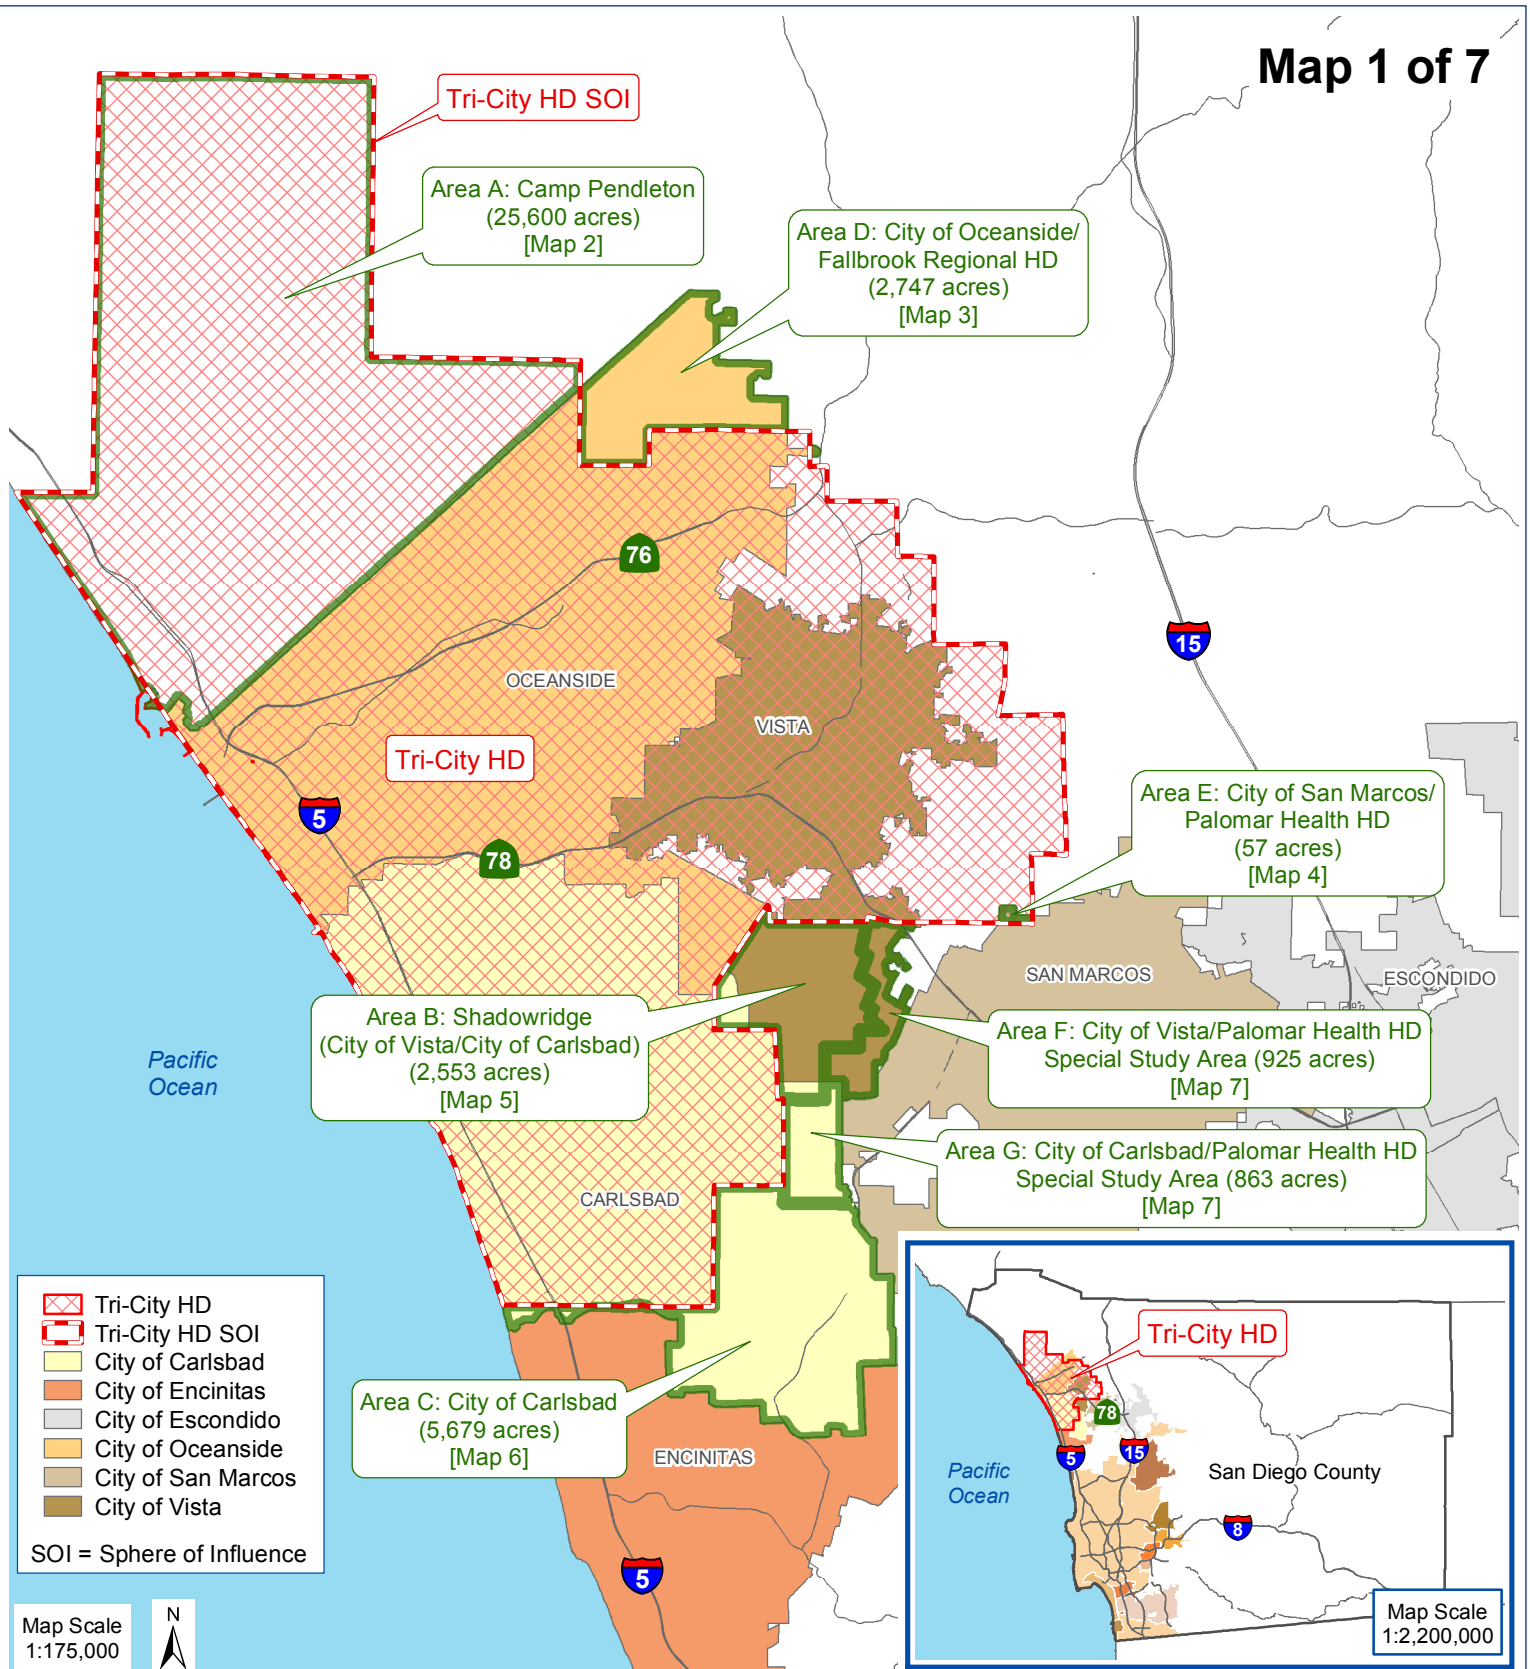 Map 1 of 7
Tri-City HD SOI
Area A: Camp Pendleton
(25,600 acres)
[Map 2]
Area D: City of Oceanside/
Fallbrook Regional HD
(2,747 acres)
[Map 3]
76
15
OCEANSIDE
VISTA
Tri-City HD
5
78
Area E: City of San Marcos/
Palomar Health HD
(57 acres)
[Map 4]
SAN MARCOS
ESCONDIDO
Area B: Shadowridge
(City of Vista/City of Carlsbad)
(2,553 acres)
[Map 5]
Area F: City of Vista/Palomar Health HD
Special Study Area (925 acres)
[Map 7]
Pacific
Ocean
Area G: City of Carlsbad/Palomar Health HD
Special Study Area (863 acres)
[Map 7]
CARLSBAD
Area C: City of Carlsbad
(5,679 acres)
[Map 6]
ENCINITAS
5
Tri-City HD
Tri-City HD SOI
City of Carlsbad
City of Encinitas
City of Escondido
City of Oceanside
City of San Marcos
City of Vista
SOI = Sphere of Influence
Map Scale
1:175,000
N
Tri-City HD
78
5
15
Pacific
Ocean
San Diego County
8
Map Scale
1:2,200,000